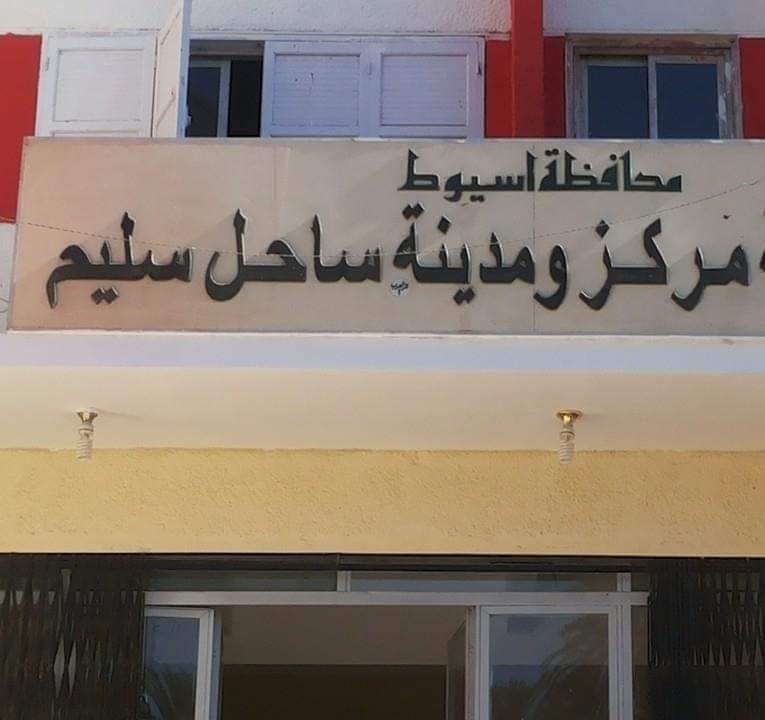 محافظة اسيوط
مركز ومدينة ساحل سليم